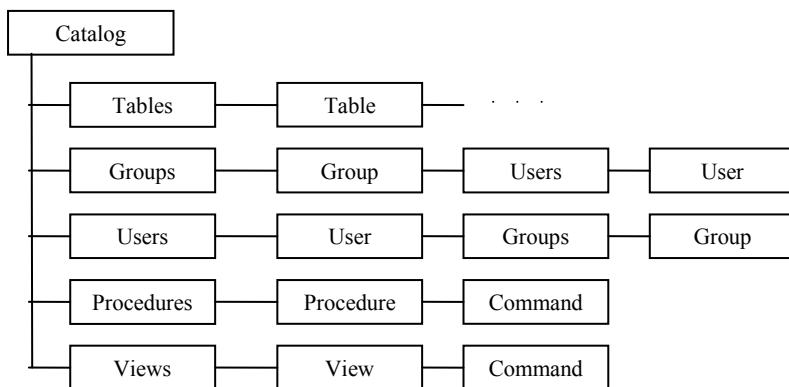 Catalog
Tables Table . . .
Groups Group Users User
Users User Groups Group
Procedures Procedure Command
Views View Command